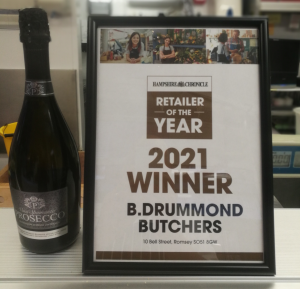 HAMPSHIRE CHRONICLE
RETAILER
OF THE
YEAR
2021
WINNER
B.DRUMMOND
BUTCHERS
10 Bell Street, Romsey SO51 8GW
PROSECCO